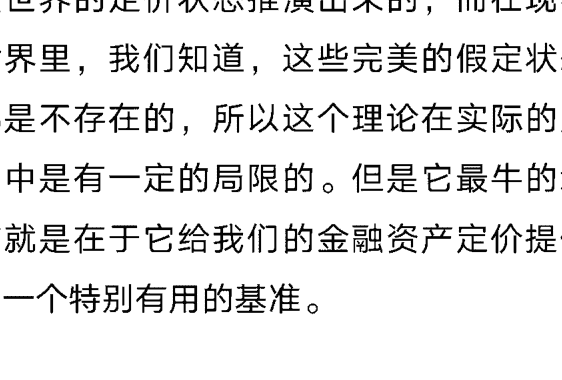 世界的定价状态推演出来的，而在现
界里，我们知道，这些完美的假定状
是不存在的，所以这个理论在实际的
中是有一定的局限的。但是它最牛的
就是在于它给我们的金融资产定价提
一个特别有用的基准。